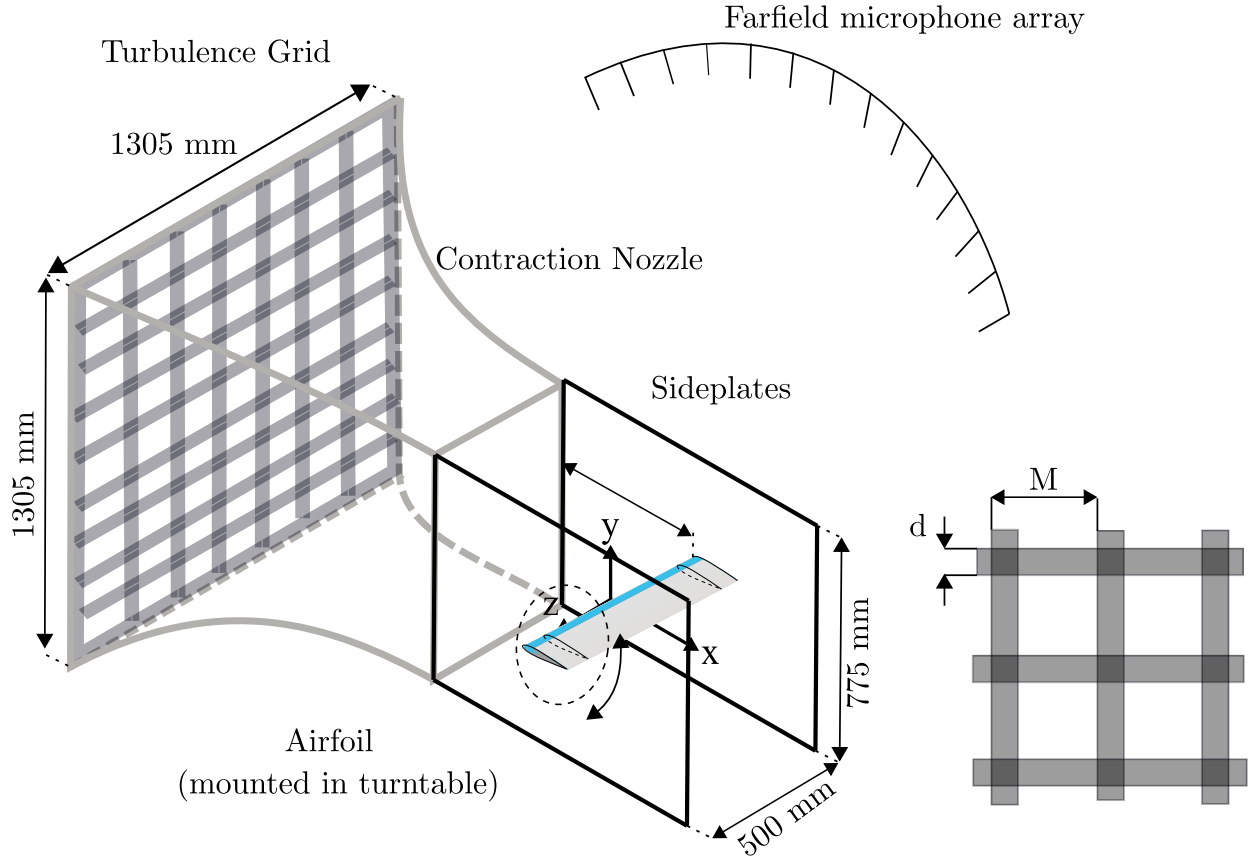 Farfield microphone array
Turbulence Grid
1305 mm
Contraction Nozzle
Sideplates
1305 mm
M
d
y
z
x
775 mm
Airfoil
(mounted in turntable)
500 mm